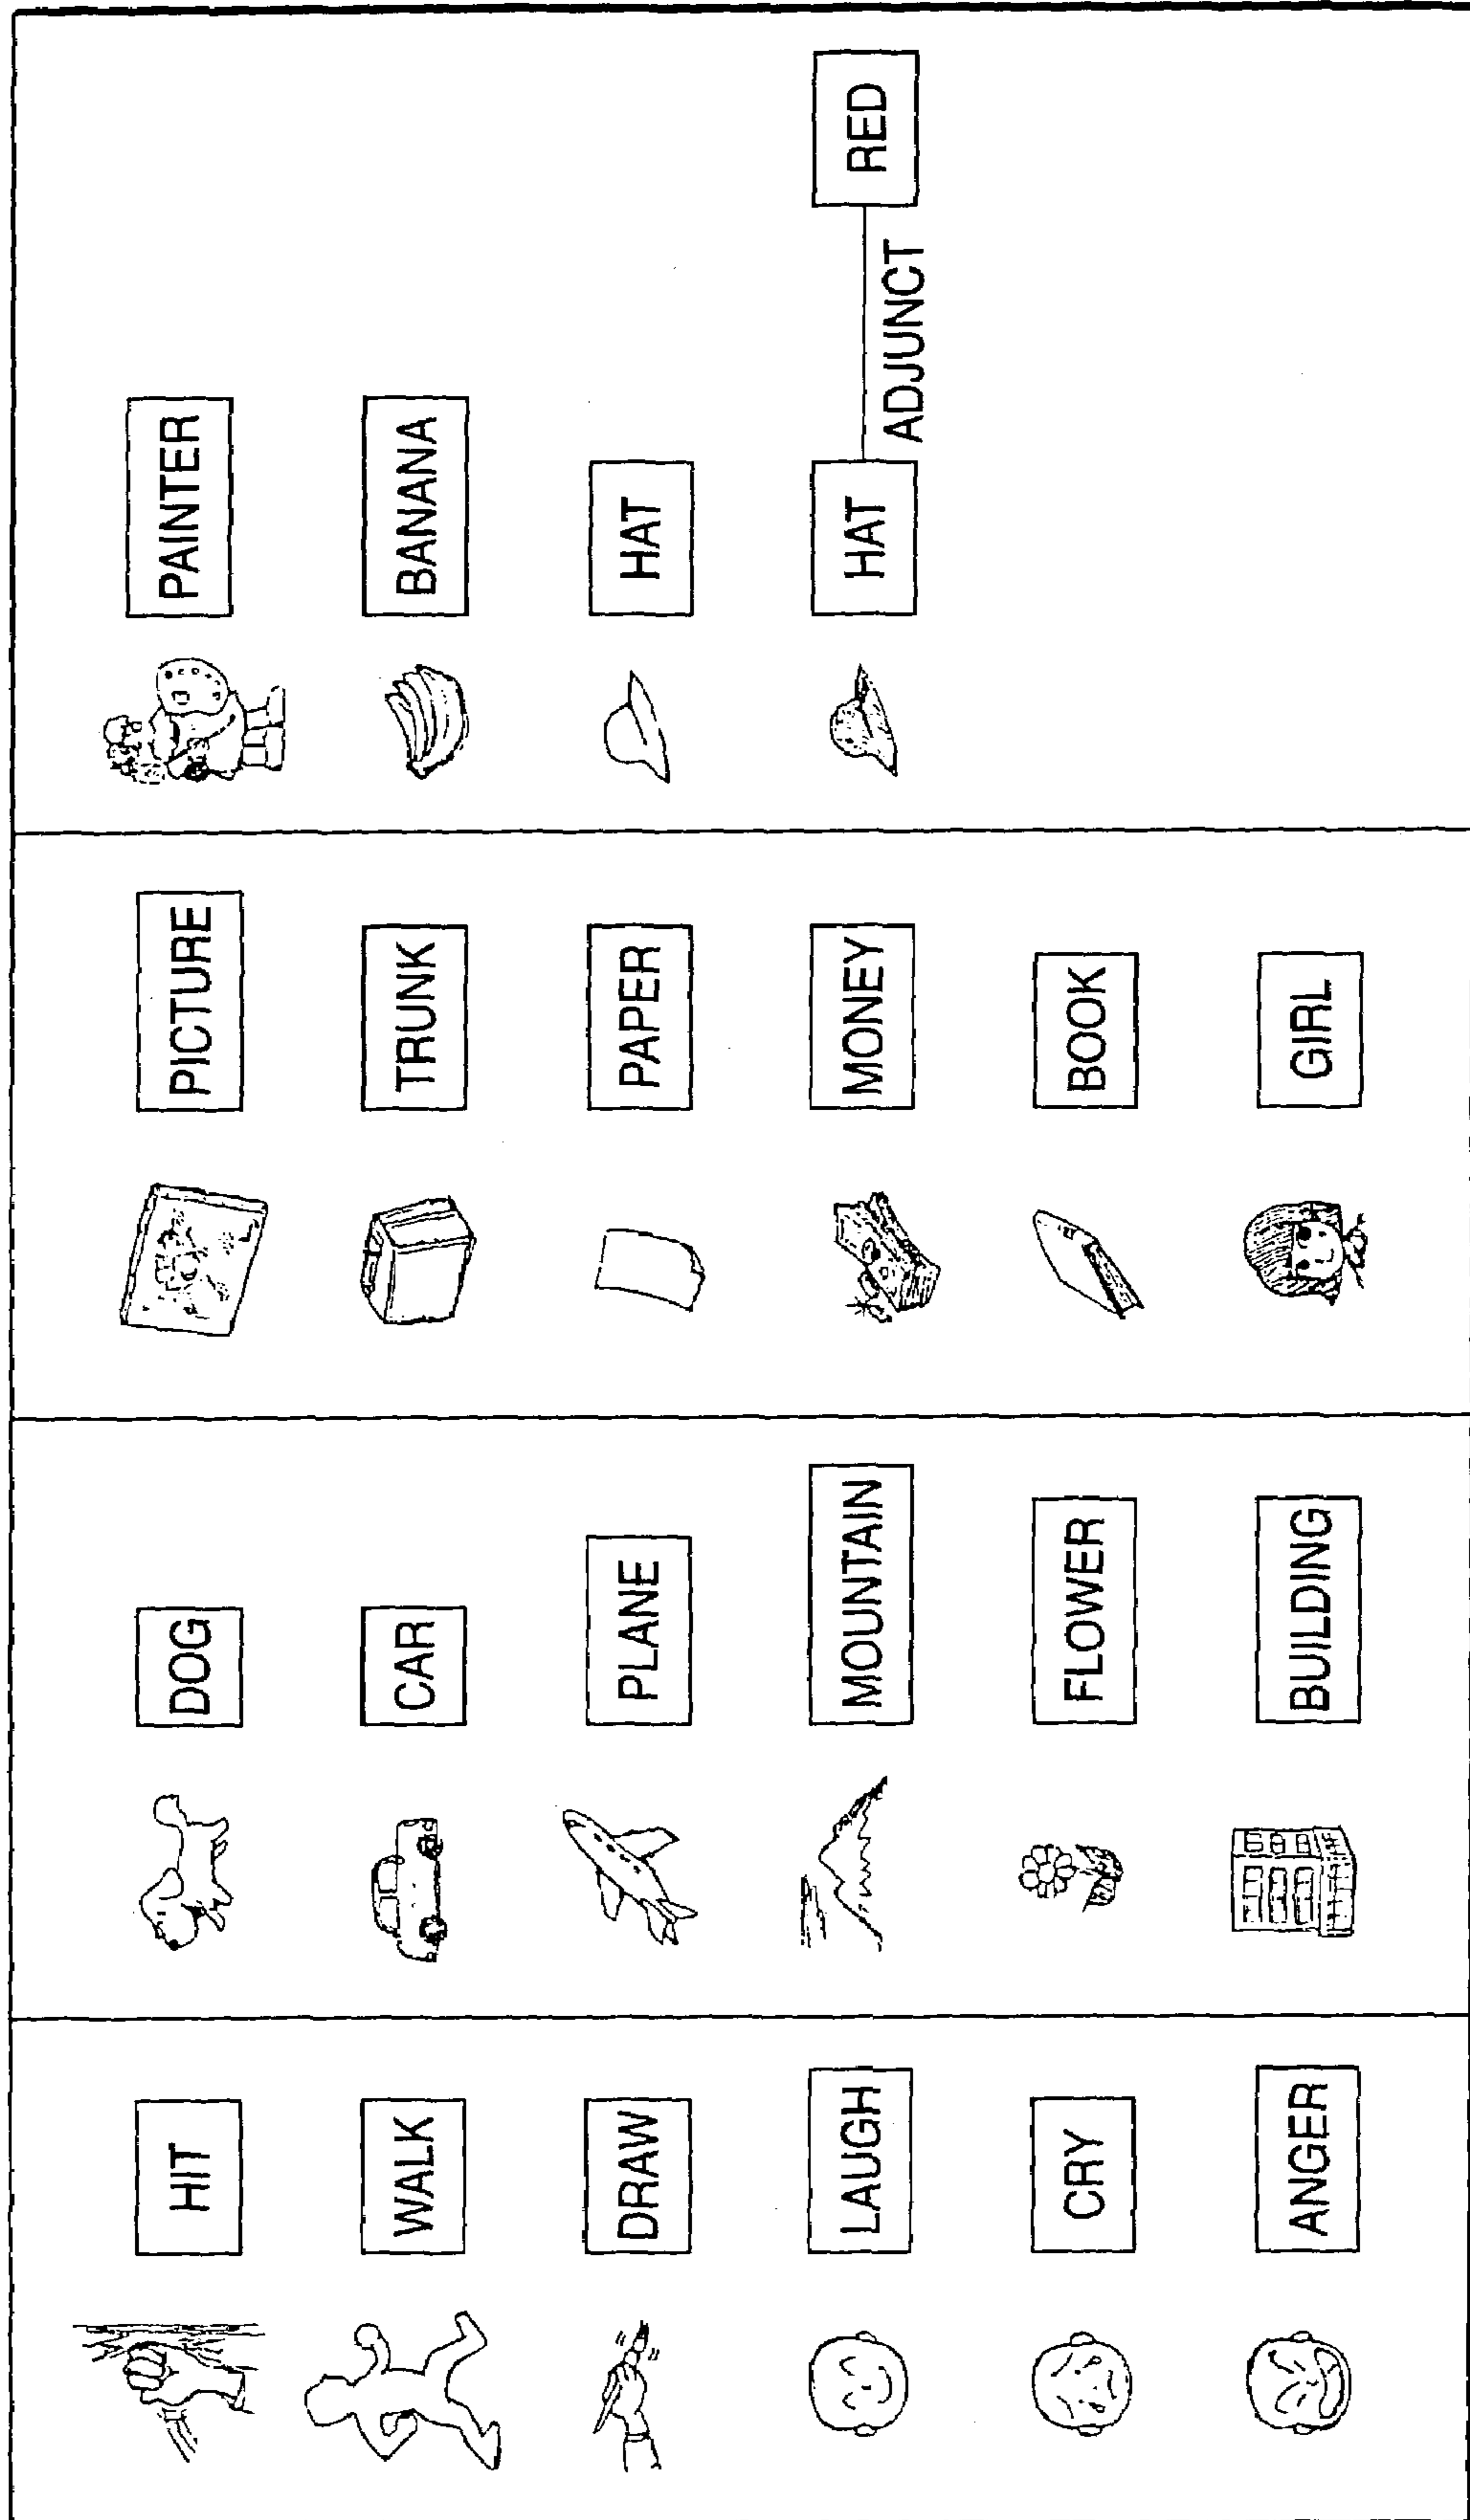 HIT
WALK
DRAW
LAUGH
CRY
ANGER
DOG
CAR
PLANE
MOUNTAIN
FLOWER
BUILDING
PICTURE
TRUNK
PAPER
MONEY
BOOK
GIRL
PAINTER
BANANA
HAT
HAT
ADJUNCT
RED